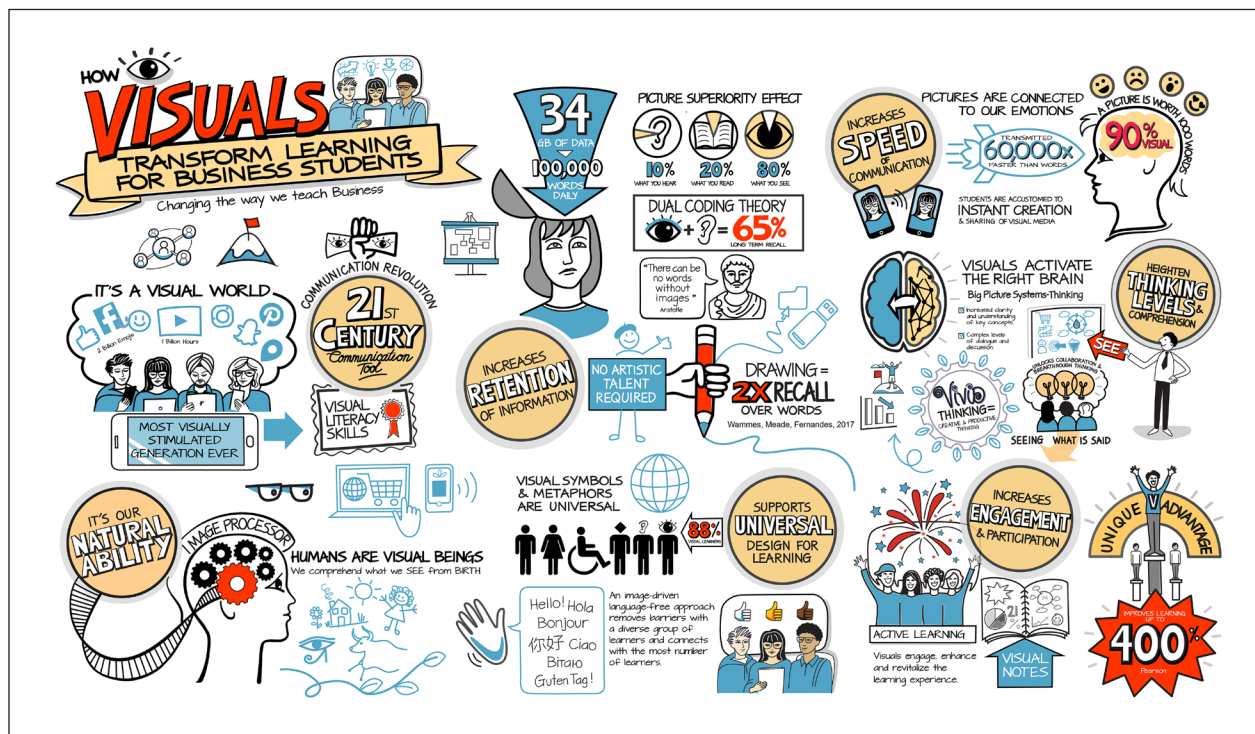 HOW
VISUALS
TRANSFORM LEARNING
FOR BUSINESS STUDENTS
Changing the way we teach Business
IT'S A VISUAL WORLD
2 Billion Emojis
1 Billion Hours
MOST VISUALLY
STIMULATED
GENERATION EVER
COMMUNICATION REVOLUTION
21ST
CENTURY
Communication
Tool
VISUAL
LITERACY
SKILLS
IT'S OUR
NATURAL
ABILITY
IMAGE PROCESSOR
HUMANS ARE VISUAL BEINGS
We comprehend what we SEE from BIRTH
34
GB OF DATA
100,000
WORDS
DAILY
PICTURE SUPERIORITY EFFECT
10%
WHAT YOU HEAR
20%
WHAT YOU READ
80%
WHAT YOU SEE
DUAL CODING THEORY
+ = 65%
LONG TERM RECALL
"There can be
no words
without
images"
Aristotle
INCREASES
RETENTION
OF INFORMATION
NO ARTISTIC
TALENT
REQUIRED
DRAWING =
2X RECALL
OVER WORDS
Wammes, Meade, Fernandes, 2017
VISUAL SYMBOLS
& METAPHORS
ARE UNIVERSAL
88%
VISUAL LEARNERS
SUPPORTS
UNIVERSAL
DESIGN FOR
LEARNING
Hello! Hola
Bonjour
你好 Ciao
Вітаю
Guten Tag!
An image-driven
language-free approach
removes barriers with
a diverse group of
learners and connects
with the most number
of learners.
INCREASES
SPEED
OF
COMMUNICATION
PICTURES ARE CONNECTED
TO OUR EMOTIONS
TRANSMITTED
60,000x
FASTER THAN WORDS
STUDENTS ARE ACCUSTOMED TO
INSTANT CREATION
& SHARING OF VISUAL MEDIA
A PICTURE IS WORTH 1000 WORDS
90%
VISUAL
VISUALS ACTIVATE
THE RIGHT BRAIN
Big Picture Systems-Thinking
Increased clarity
and understanding
of key concepts.
Complex levels
of dialogue and
discussion.
HEIGHTEN
THINKING
LEVELS &
COMPREHENSION
SEE
VIVID
THINKING =
CREATIVE & PRODUCTIVE
THINKING
UNLOCKS COLLABORATION &
BREAKTHROUGH THINKING
SEEING WHAT IS SAID
INCREASES
ENGAGEMENT
& PARTICIPATION
ACTIVE LEARNING
Visuals engage, enhance
and revitalize the
learning experience.
21
VISUAL
NOTES
V
UNIQUE ADVANTAGE
IMPROVES LEARNING
UP TO
400%
Pearson